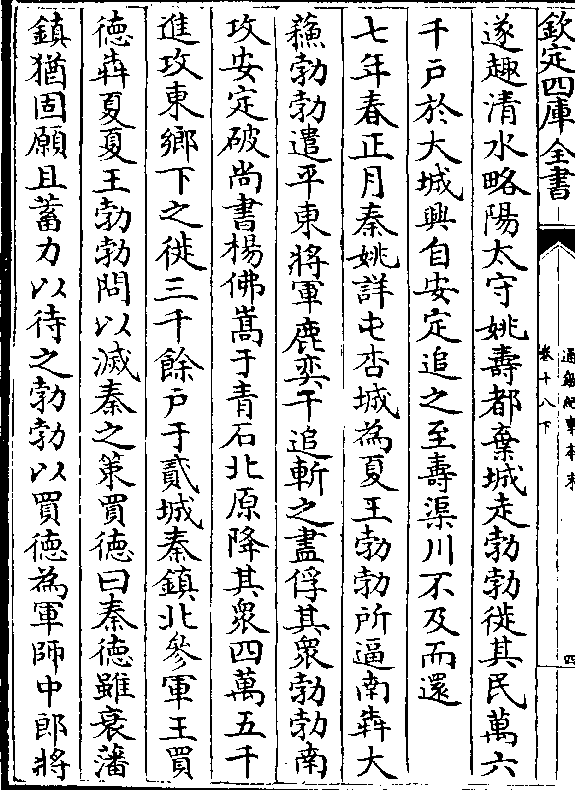 欽定四庫全書
通鑑紀事本末
卷十八下
四
遂趣清水略陽太守姚壽都棄城走勃勃徙其民萬六
千戸於大城興自安定追之至壽渠川不及而還
七年春正月秦姚詳屯杏城為夏王勃勃所逼南犇大
蘓勃勃遣平東將軍鹿弈干追斬之盡俘其衆勃勃南
攻安定破尚書楊佛嵩于青石北原降其衆四萬五千
進攻東鄉下之徙三千餘戸于貳城秦鎮北參軍王買
德犇夏夏王勃勃問以滅秦之策買德曰秦德雖衰藩
鎮猶固願且蓄力以待之勃勃以買德為軍師中郎將